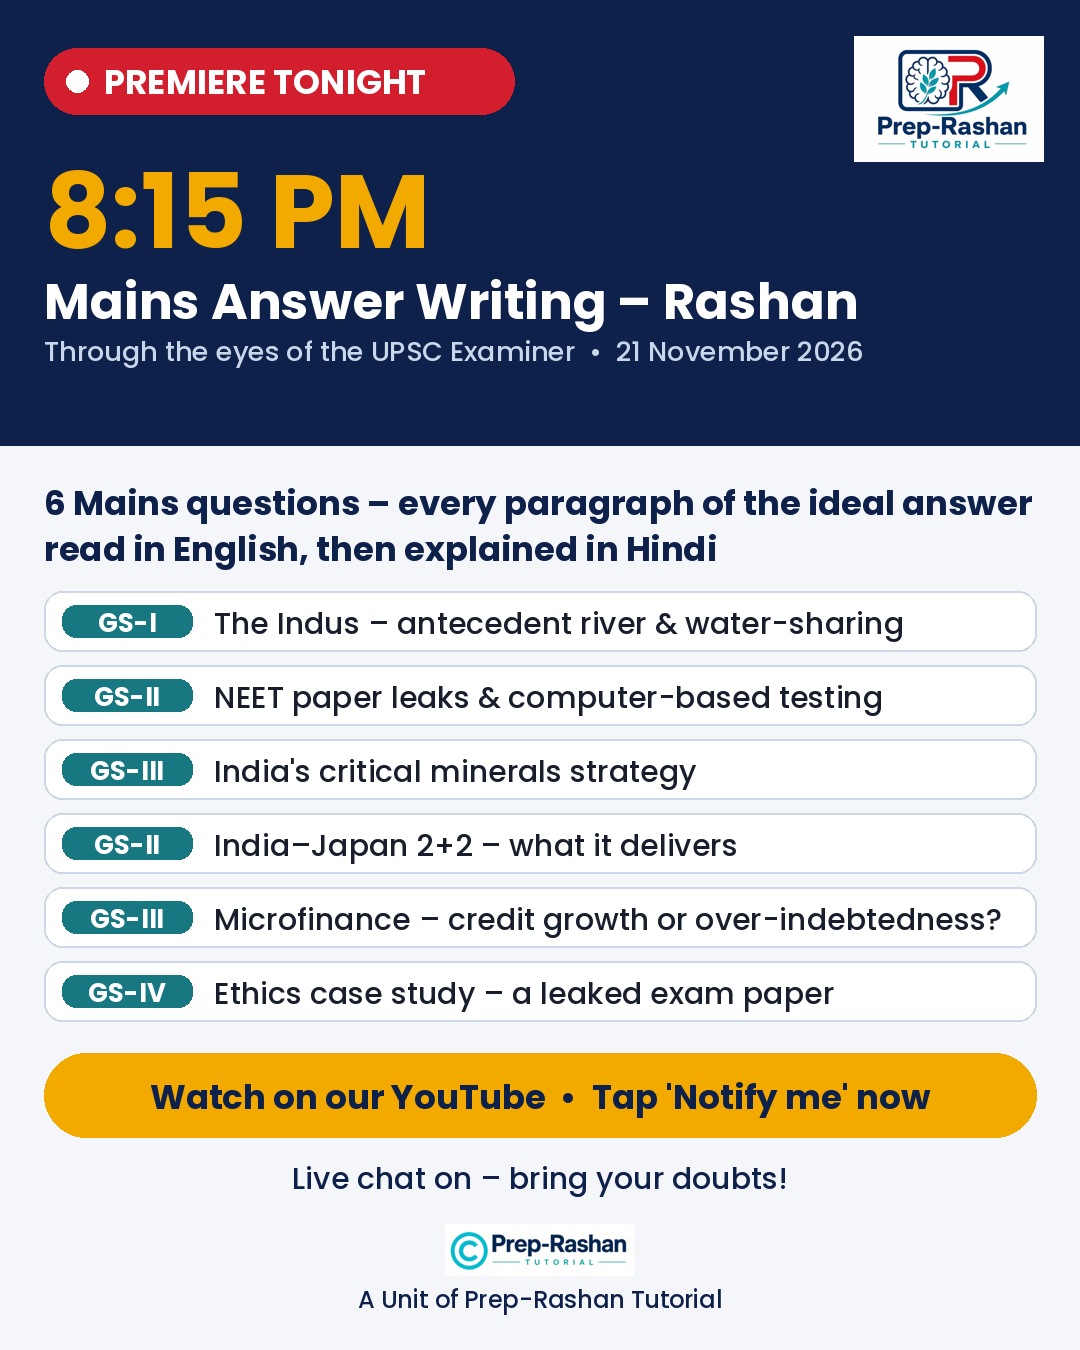 PREMIERE TONIGHT
Prep-Rashan
TUTORIAL
8:15 PM
Mains Answer Writing – Rashan
Through the eyes of the UPSC Examiner • 21 November 2026
6 Mains questions – every paragraph of the ideal answer
read in English, then explained in Hindi
GS-I The Indus – antecedent river & water-sharing
GS-II NEET paper leaks & computer-based testing
GS-III India's critical minerals strategy
GS-II India–Japan 2+2 – what it delivers
GS-III Microfinance – credit growth or over-indebtedness?
GS-IV Ethics case study – a leaked exam paper
Watch on our YouTube • Tap 'Notify me' now
Live chat on – bring your doubts!
© Prep-Rashan
TUTORIAL
A Unit of Prep-Rashan Tutorial